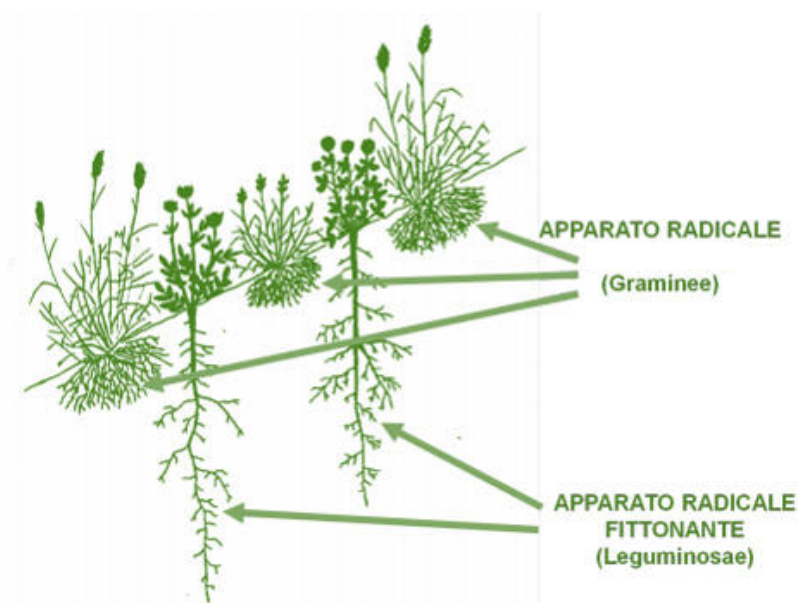 APPARATO RADICALE
(Graminee)
APPARATO RADICALE
FITTONANTE
(Leguminosae)